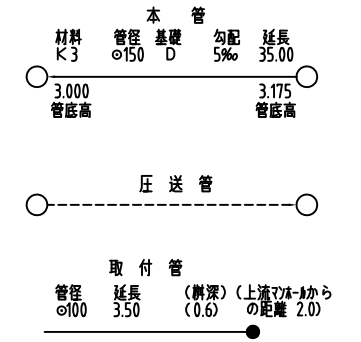 本 管
材料 管径 基礎 勾配 延長
K3 ⊙150 D 5‰ 35.00
3.000 3.175
管底高 管底高
圧 送 管
取 付 管
管径 延長 (桝深) (上流ﾏﾝﾎｰﾙから
⊙100 3.50 (0.6) の距離 2.0)